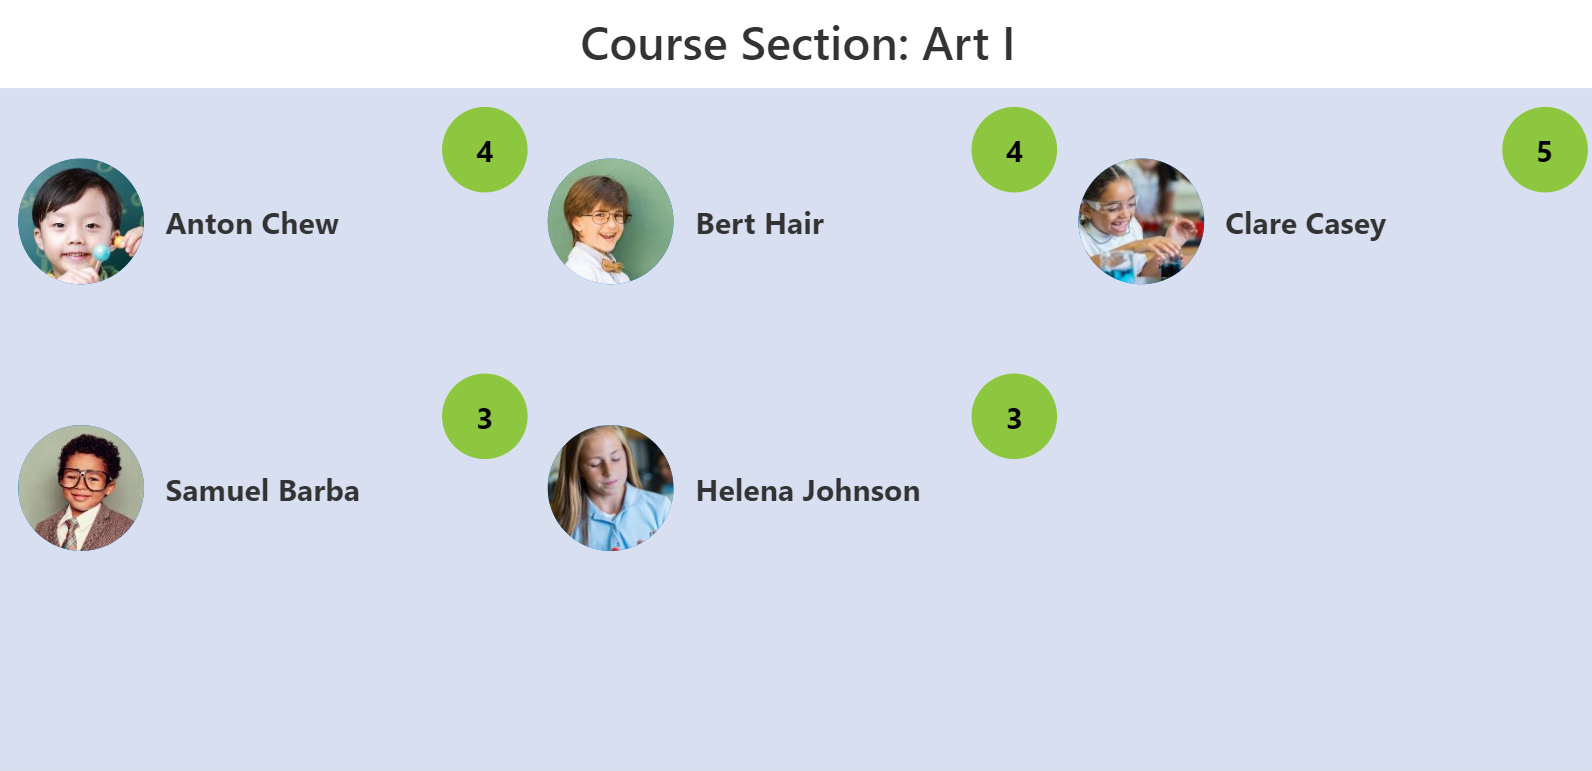 Course Section: Art I
4
Anton Chew
4
Bert Hair
5
Clare Casey
3
Samuel Barba
3
Helena Johnson